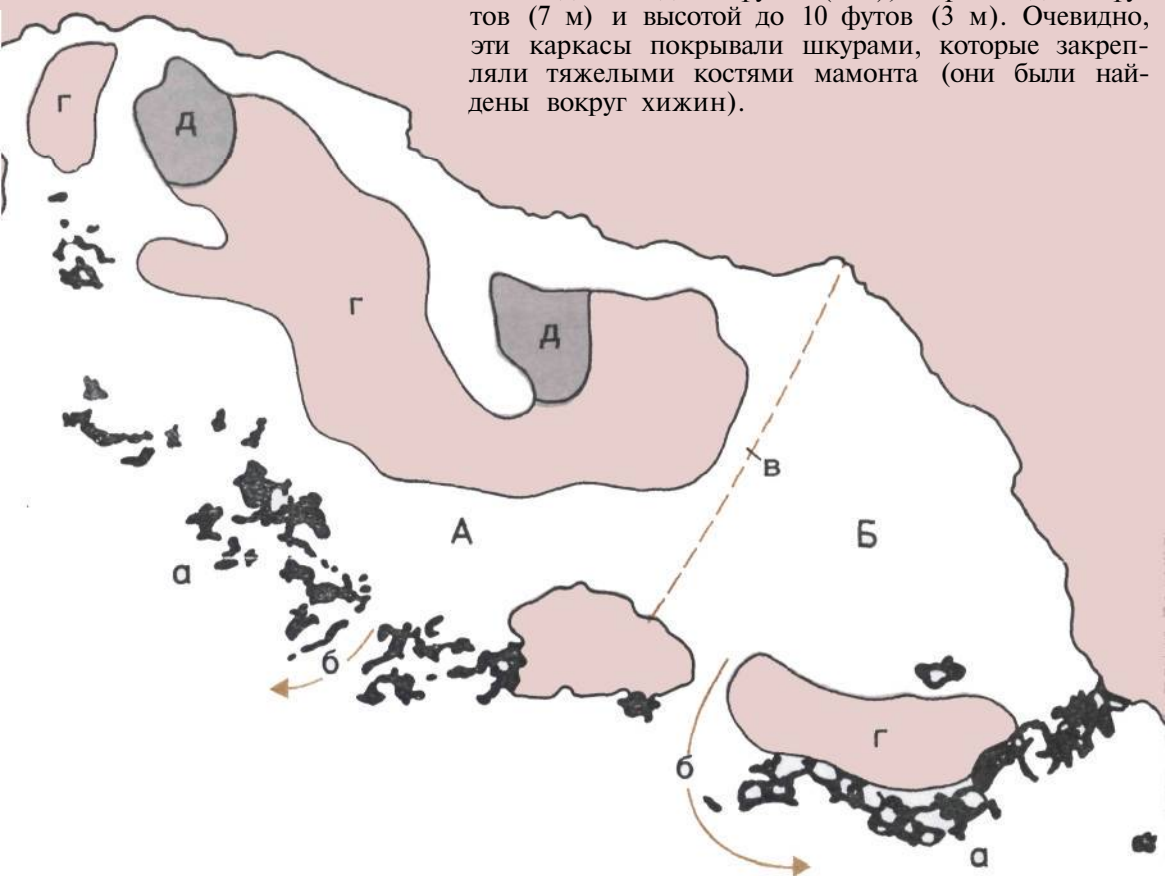 тов (7 м) и высотой до 10 футов (3 м). Очевидно,
эти каркасы покрывали шкурами, которые закреп-
ляли тяжелыми костями мамонта (они были най-
дены вокруг хижин).
г
д
г
д
в
А
Б
а
б
г
б
а